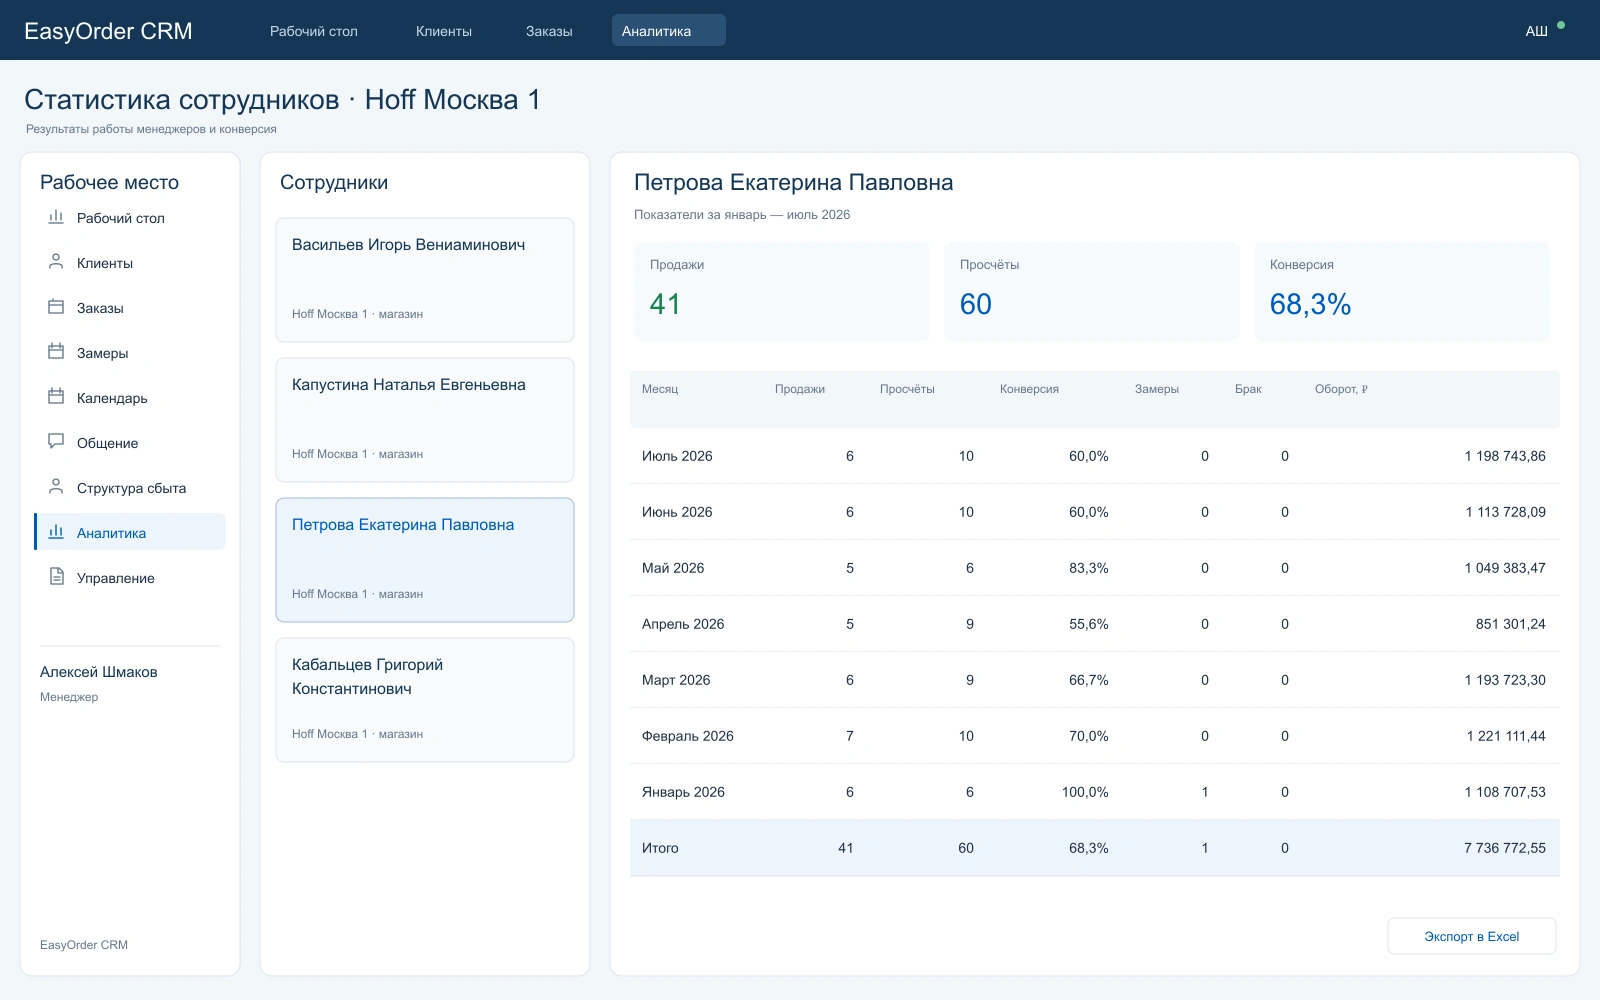 EasyOrder CRM
Рабочий стол
Клиенты
Заказы
Аналитика
АШ
Статистика сотрудников · Hoff Москва 1
Результаты работы менеджеров и конверсия
Рабочее место
Рабочий стол
Клиенты
Заказы
Замеры
Календарь
Общение
Структура сбыта
Аналитика
Управление
Алексей Шмаков
Менеджер
EasyOrder CRM
Сотрудники
Васильев Игорь Вениаминович
Hoff Москва 1 · магазин
Капустина Наталья Евгеньевна
Hoff Москва 1 · магазин
Петрова Екатерина Павловна
Hoff Москва 1 · магазин
Кабальцев Григорий
Константинович
Hoff Москва 1 · магазин
Петрова Екатерина Павловна
Показатели за январь — июль 2026
Продажи
41
Просчёты
60
Конверсия
68,3%
Месяц Продажи Просчёты Конверсия Замеры Брак Оборот, ₽
Июль 2026 6 10 60,0% 0 0 1 198 743,86
Июнь 2026 6 10 60,0% 0 0 1 113 728,09
Май 2026 5 6 83,3% 0 0 1 049 383,47
Апрель 2026 5 9 55,6% 0 0 851 301,24
Март 2026 6 9 66,7% 0 0 1 193 723,30
Февраль 2026 7 10 70,0% 0 0 1 221 111,44
Январь 2026 6 6 100,0% 1 0 1 108 707,53
Итого 41 60 68,3% 1 0 7 736 772,55
Экспорт в Excel